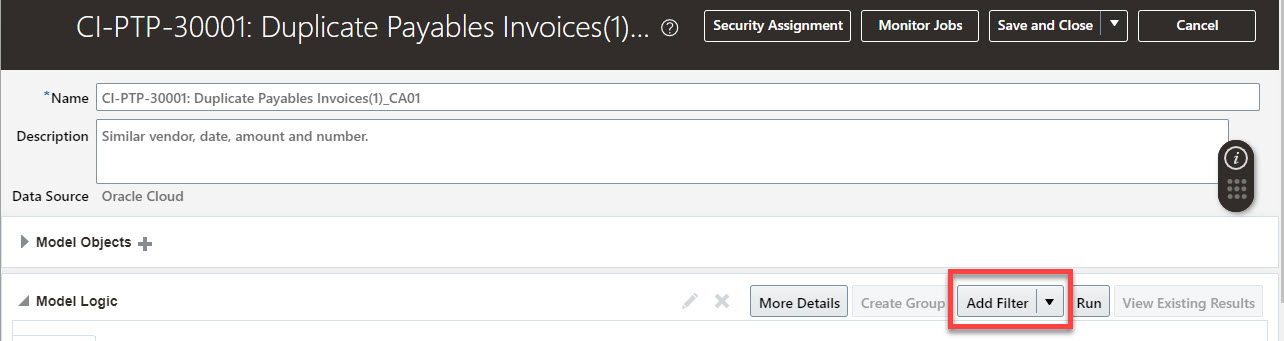 CI-PTP-30001: Duplicate Payables Invoices(1)... ? Security Assignment Monitor Jobs Save and Close Cancel
*Name CI-PTP-30001: Duplicate Payables Invoices(1)_CA01
Description Similar vendor, date, amount and number.
i
Data Source Oracle Cloud
Model Objects
Model Logic More Details Create Group Add Filter Run View Existing Results